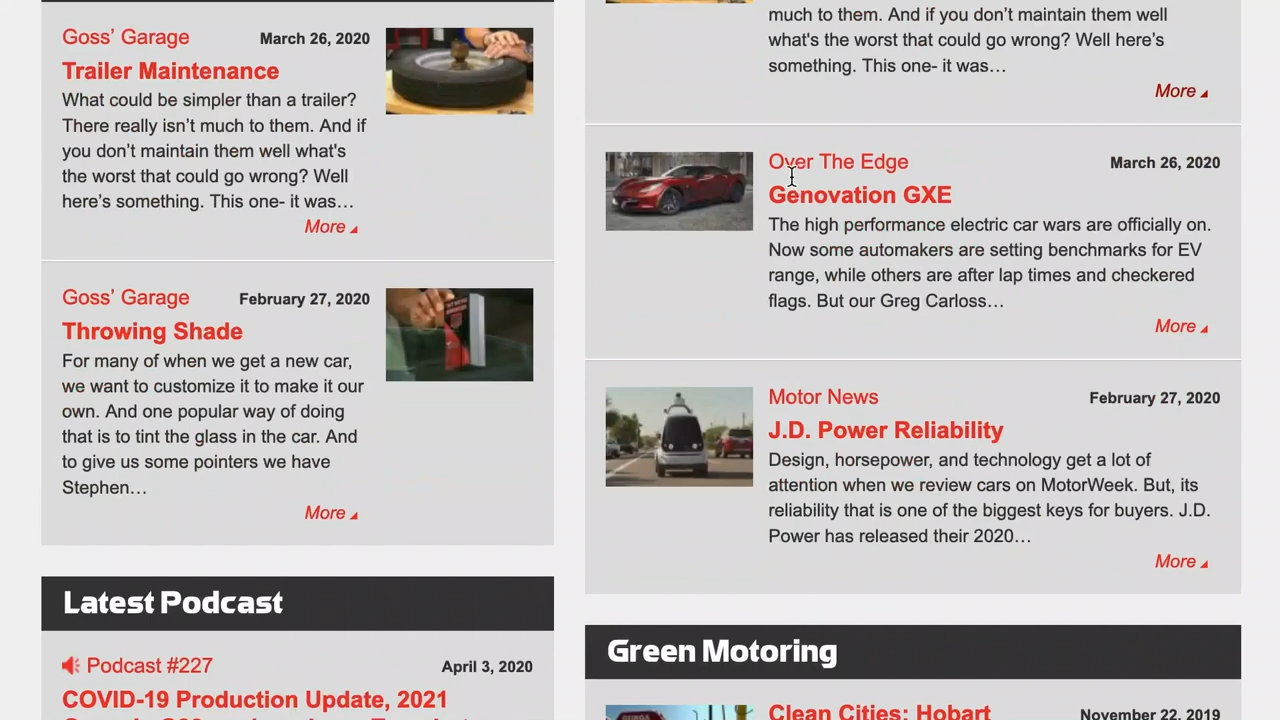 Goss’ Garage
March 26, 2020
Trailer Maintenance
What could be simpler than a trailer?
There really isn’t much to them. And if
you don’t maintain them well what's
the worst that could go wrong? Well
here’s something. This one- it was…
More
Goss’ Garage
February 27, 2020
Throwing Shade
For many of when we get a new car,
we want to customize it to make it our
own. And one popular way of doing
that is to tint the glass in the car. And
to give us some pointers we have
Stephen…
More
Latest Podcast
Podcast #227
April 3, 2020
COVID-19 Production Update, 2021
much to them. And if you don’t maintain them well
what's the worst that could go wrong? Well here’s
something. This one- it was…
More
Over The Edge
March 26, 2020
Genovation GXE
The high performance electric car wars are officially on.
Now some automakers are setting benchmarks for EV
range, while others are after lap times and checkered
flags. But our Greg Carloss…
More
Motor News
February 27, 2020
J.D. Power Reliability
Design, horsepower, and technology get a lot of
attention when we review cars on MotorWeek. But, its
reliability that is one of the biggest keys for buyers. J.D.
Power has released their 2020…
More
Green Motoring
Clean Cities: Hobart
November 22, 2019